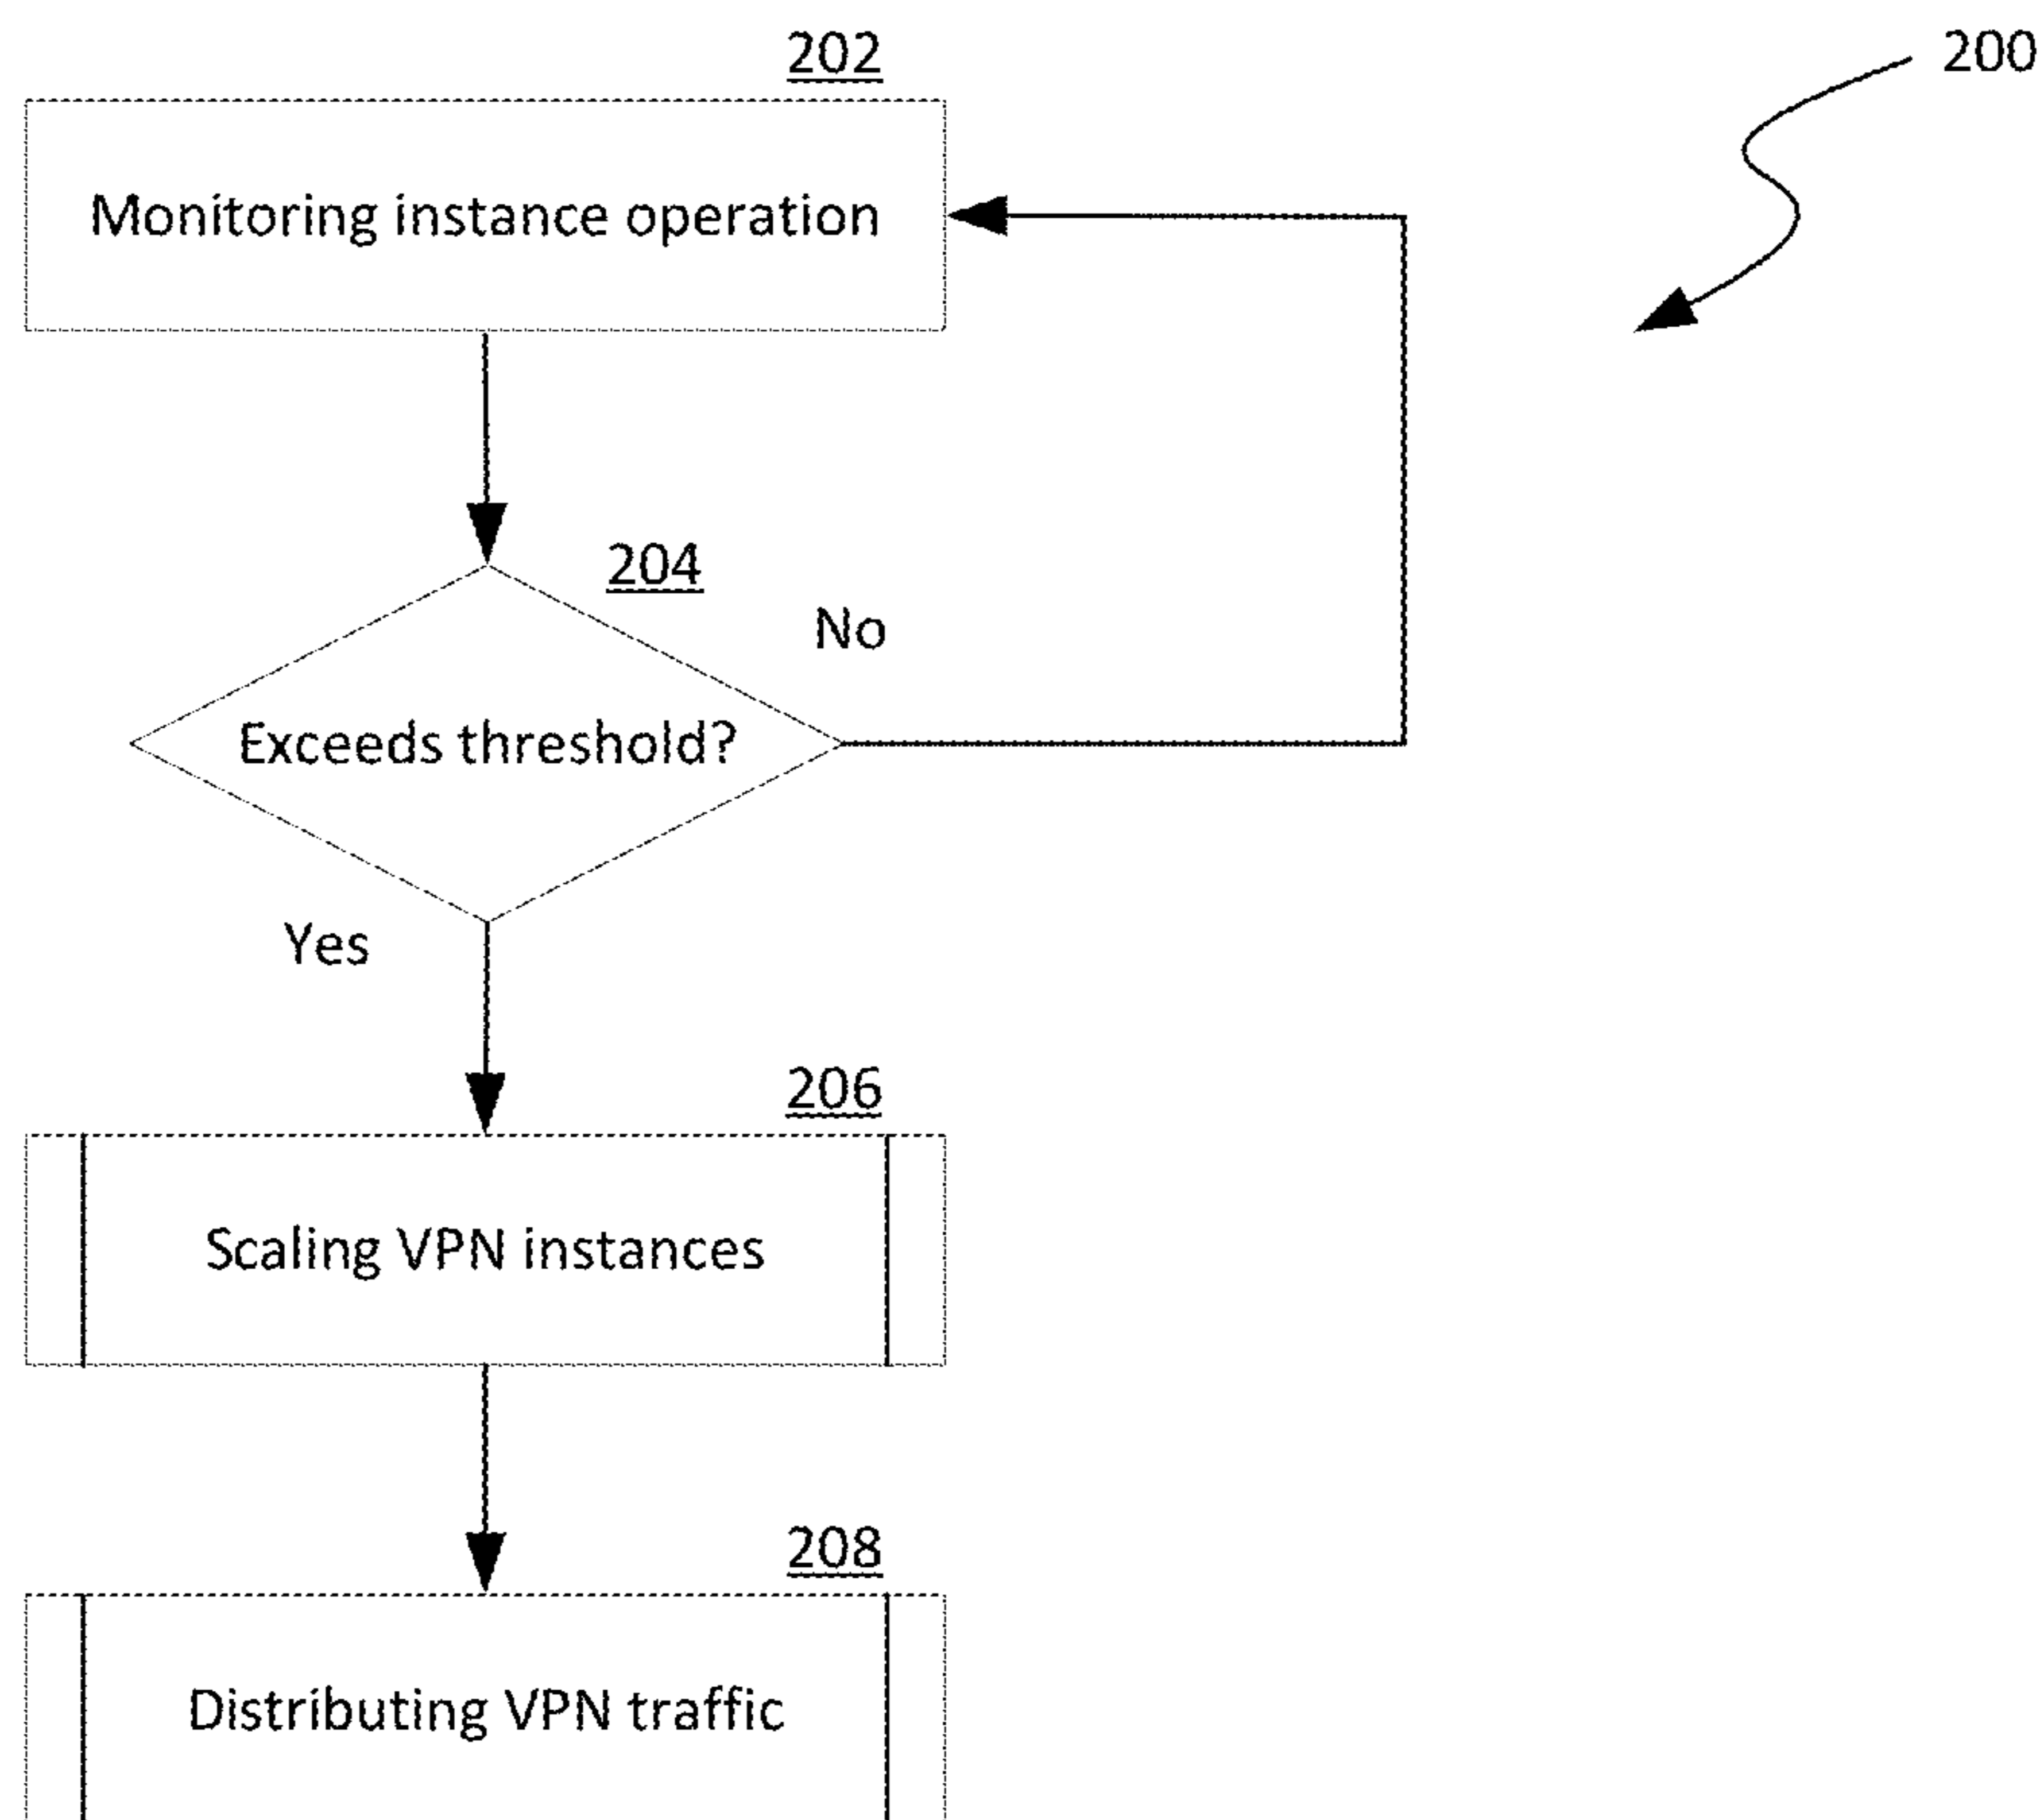 202
200
Monitoring instance operation
204
No
Exceeds threshold?
Yes
206
Scaling VPN instances
208
Distributing VPN traffic